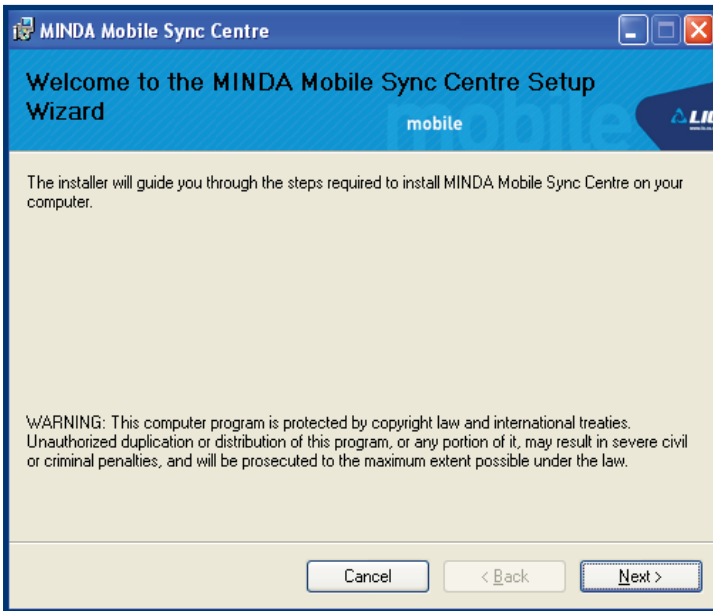 MINDA Mobile Sync Centre
Welcome to the MINDA Mobile Sync Centre Setup
Wizard
mobile
mobile
The installer will guide you through the steps required to install MINDA Mobile Sync Centre on your
computer.
WARNING: This computer program is protected by copyright law and international treaties.
Unauthorized duplication or distribution of this program, or any portion of it, may result in severe civil
or criminal penalties, and will be prosecuted to the maximum extent possible under the law.
Cancel
< Back
Next >